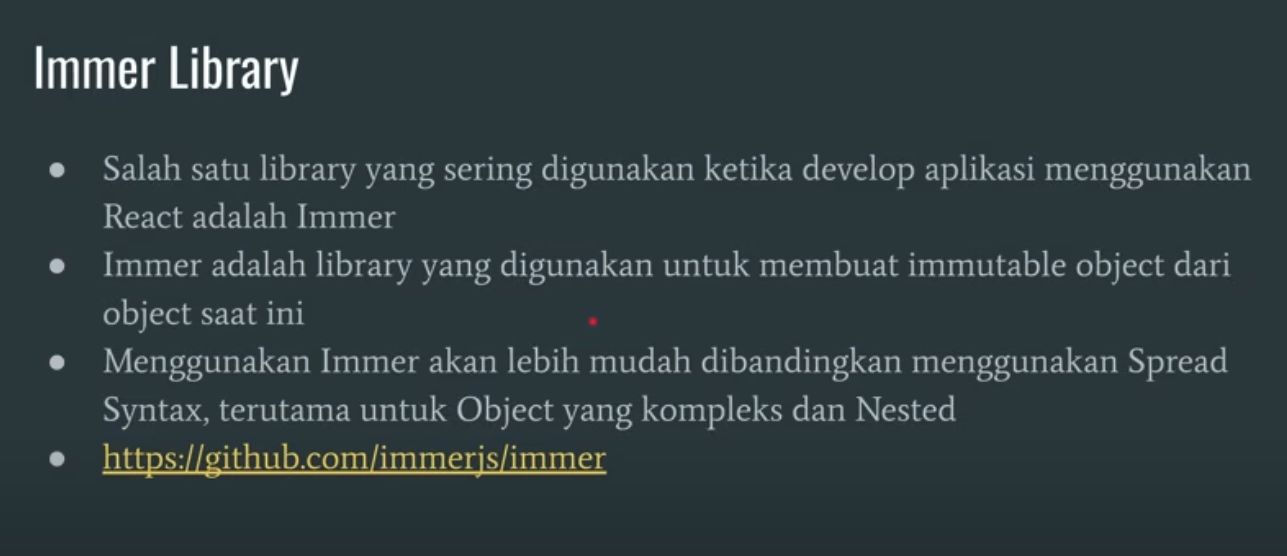 Immer Library
● Salah satu library yang sering digunakan ketika develop aplikasi menggunakan
React adalah Immer
● Immer adalah library yang digunakan untuk membuat immutable object dari
object saat ini
● Menggunakan Immer akan lebih mudah dibandingkan menggunakan Spread
Syntax, terutama untuk Object yang kompleks dan Nested
● https://github.com/immerjs/immer